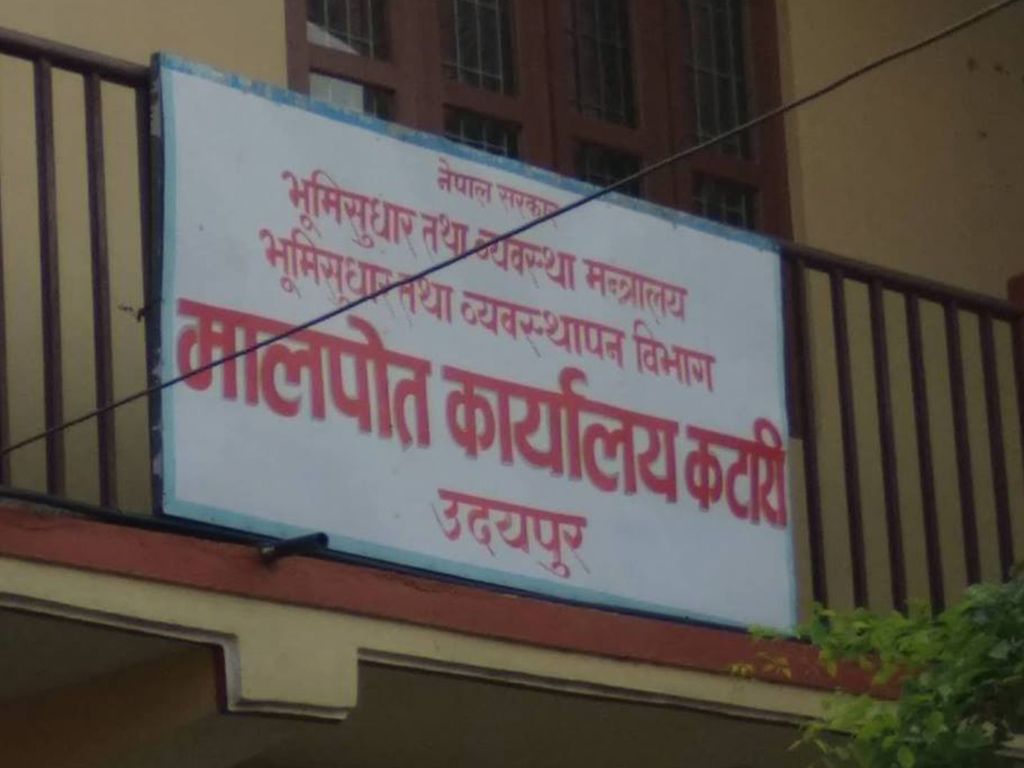 नेपाल सरकार
भूमिसुधार तथा व्यवस्था मन्त्रालय
भूमिसुधार तथा व्यवस्थापन विभाग
मालपोत कार्यालय कटारी
उदयपुर